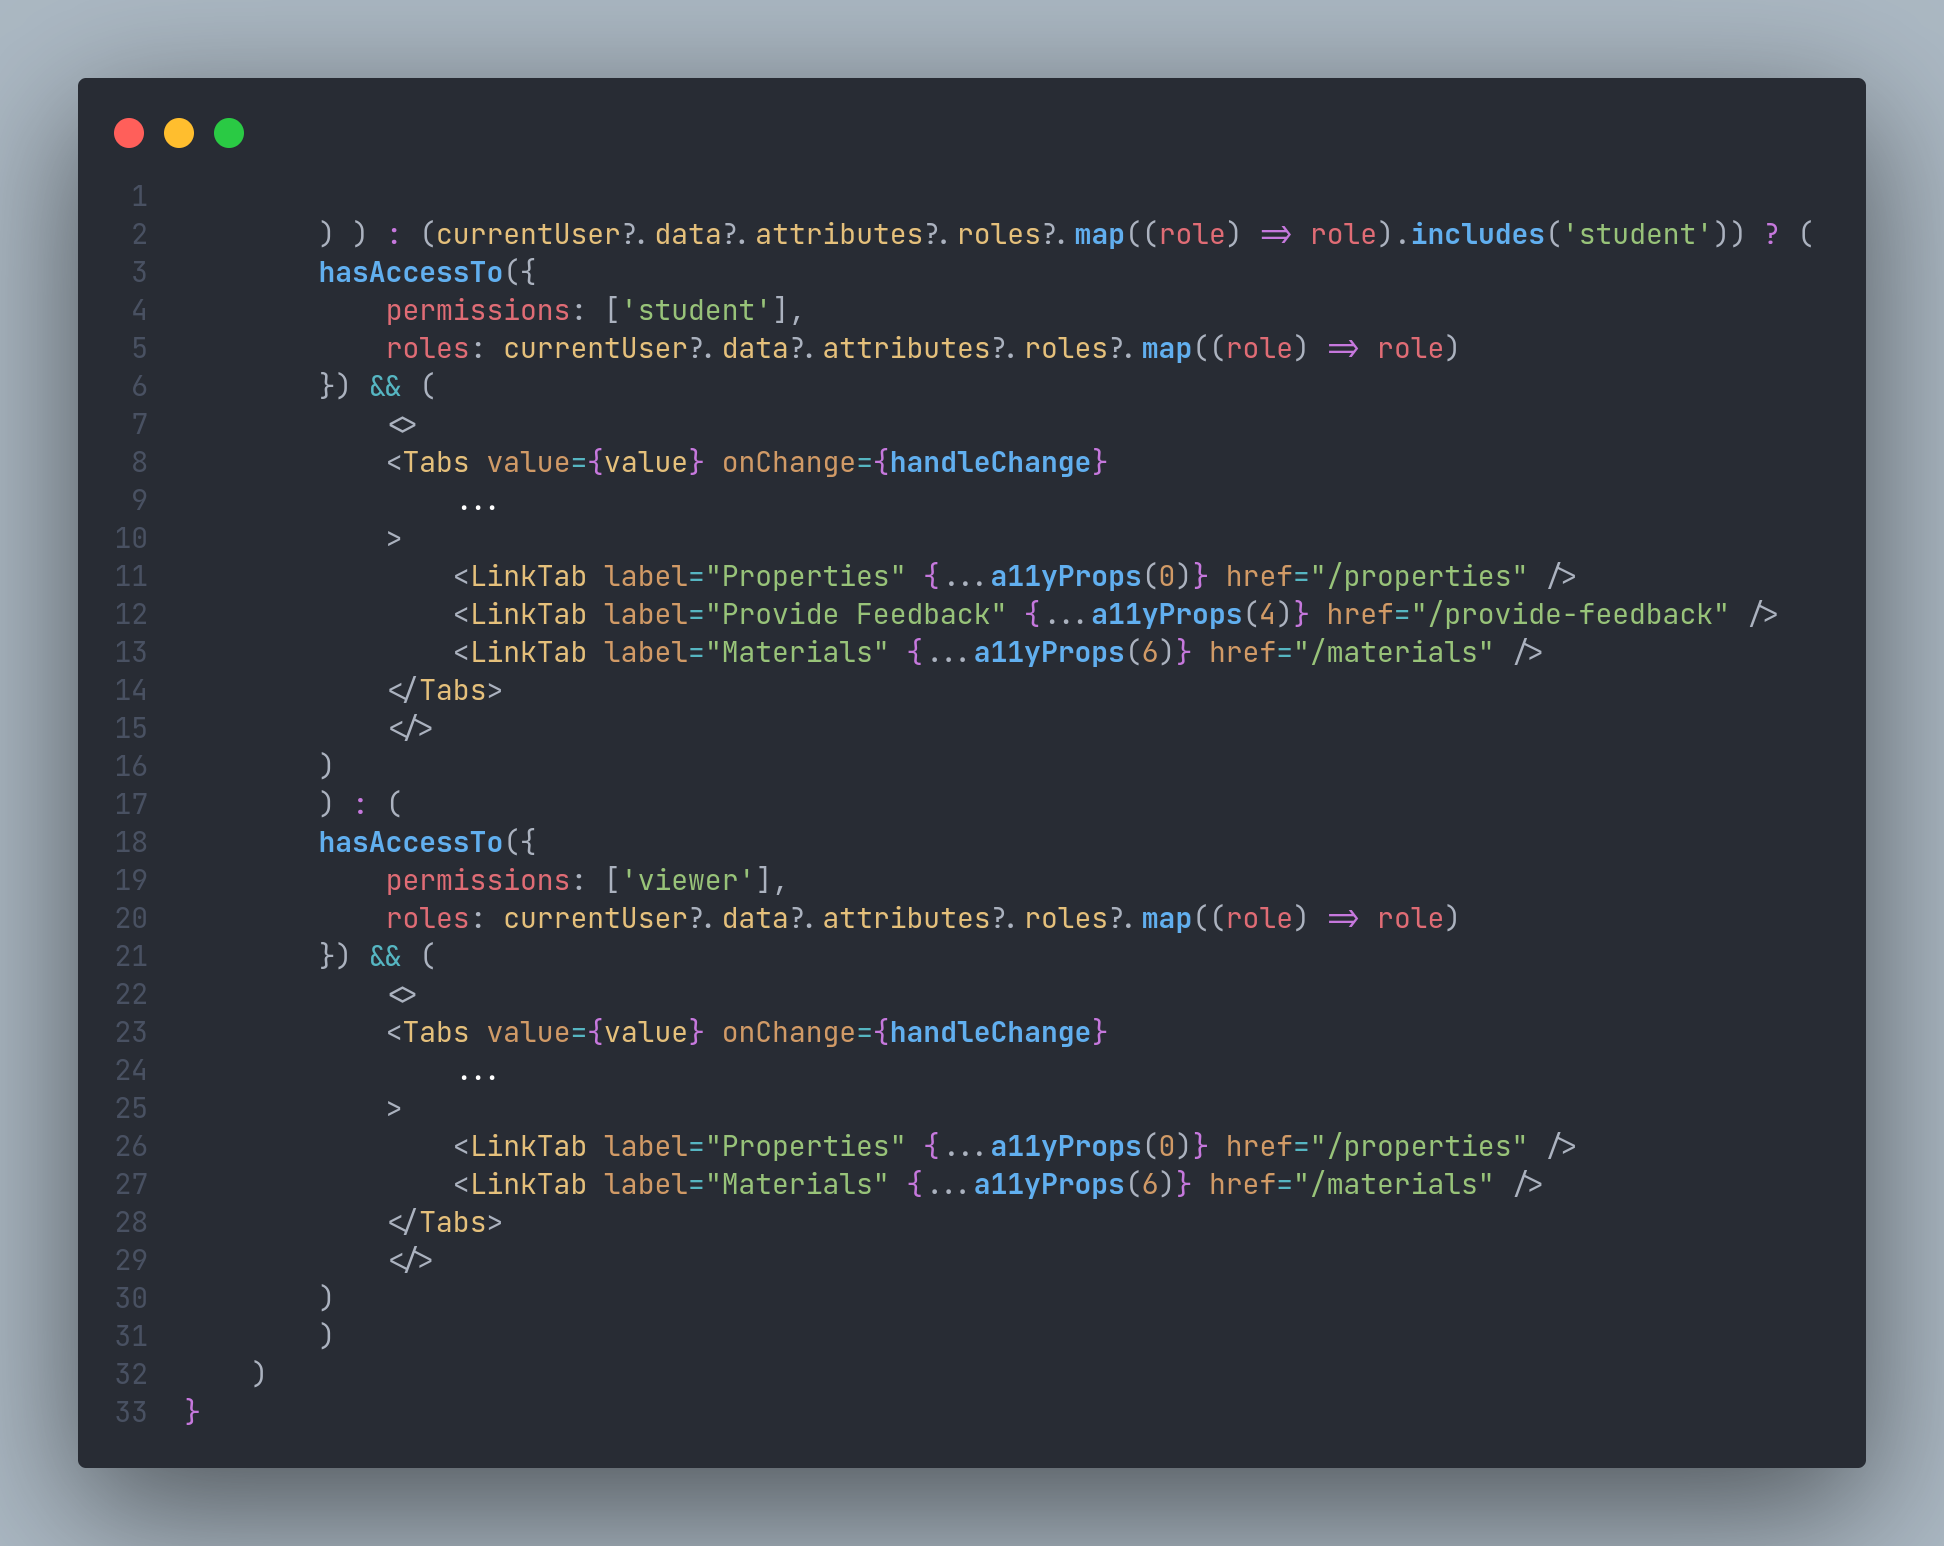 1
2 ) ) : (currentUser?.data?.attributes?.roles?.map((role) => role).includes('student')) ? (
3 hasAccessTo({
4 permissions: ['student'],
5 roles: currentUser?.data?.attributes?.roles?.map((role) => role)
6 }) && (
7 <>
8 <Tabs value={value} onChange={handleChange}
9 ...
10 >
11 <LinkTab label="Properties" {...a11yProps(0)} href="/properties" />
12 <LinkTab label="Provide Feedback" {...a11yProps(4)} href="/provide-feedback" />
13 <LinkTab label="Materials" {...a11yProps(6)} href="/materials" />
14 </Tabs>
15 </>
16 )
17 ) : (
18 hasAccessTo({
19 permissions: ['viewer'],
20 roles: currentUser?.data?.attributes?.roles?.map((role) => role)
21 }) && (
22 <>
23 <Tabs value={value} onChange={handleChange}
24 ...
25 >
26 <LinkTab label="Properties" {...a11yProps(0)} href="/properties" />
27 <LinkTab label="Materials" {...a11yProps(6)} href="/materials" />
28 </Tabs>
29 </>
30 )
31 )
32 )
33 }